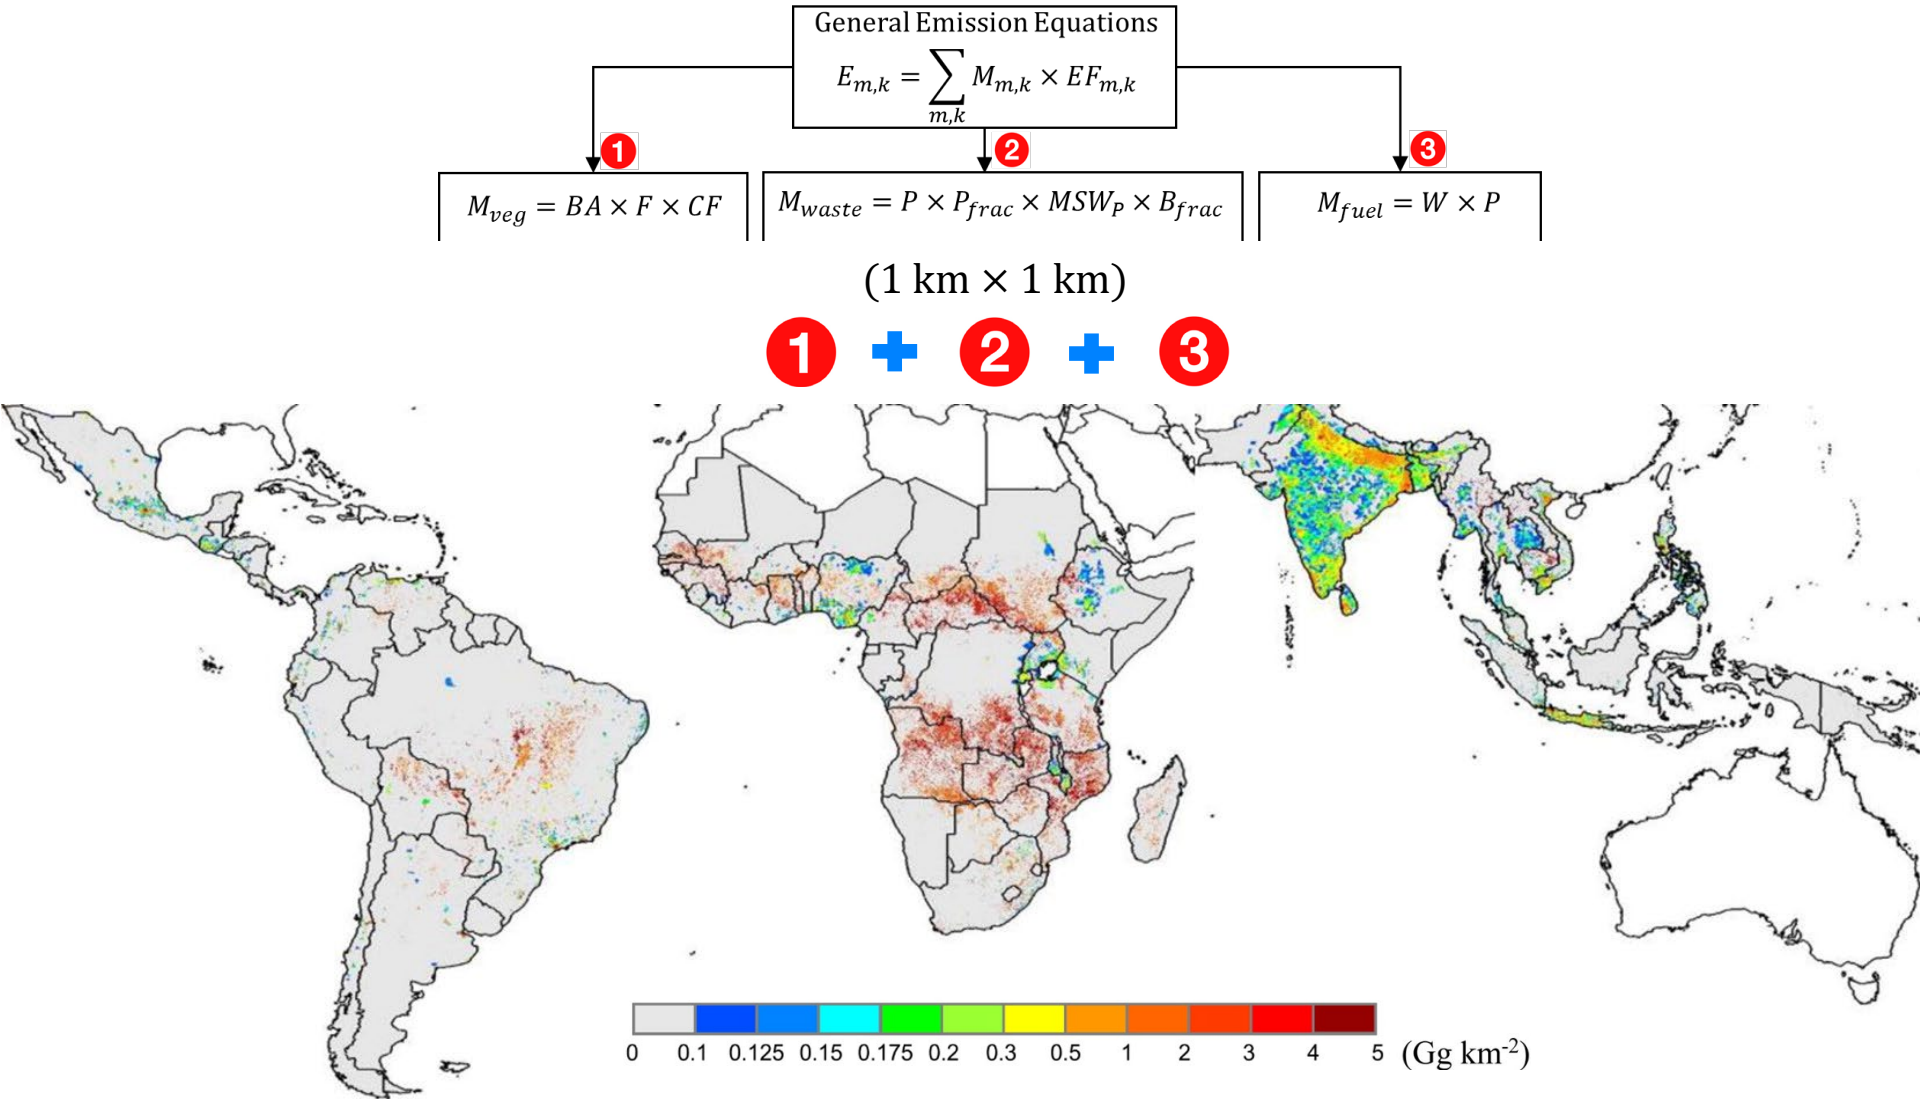 General Emission Equations
E_{m,k} = \sum_{m,k} M_{m,k} × EF_{m,k}
1
2
3
M_{veg} = BA × F × CF
M_{waste} = P × P_{frac} × MSW_P × B_{frac}
M_{fuel} = W × P
(1 km × 1 km)
1 + 2 + 3
0 0.1 0.125 0.15 0.175 0.2 0.3 0.5 1 2 3 4 5 (Gg km⁻²)